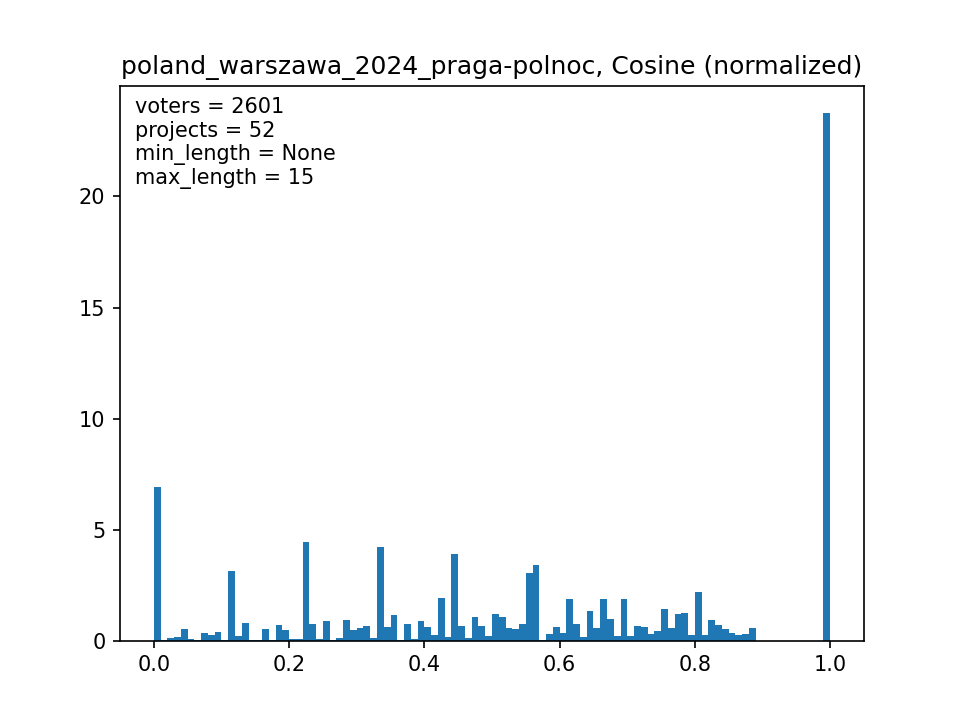 poland_warszawa_2024_praga-polnoc, Cosine (normalized)
voters = 2601
projects = 52
min_length = None
max_length = 15
20
15
10
5
0
0.0 0.2 0.4 0.6 0.8 1.0